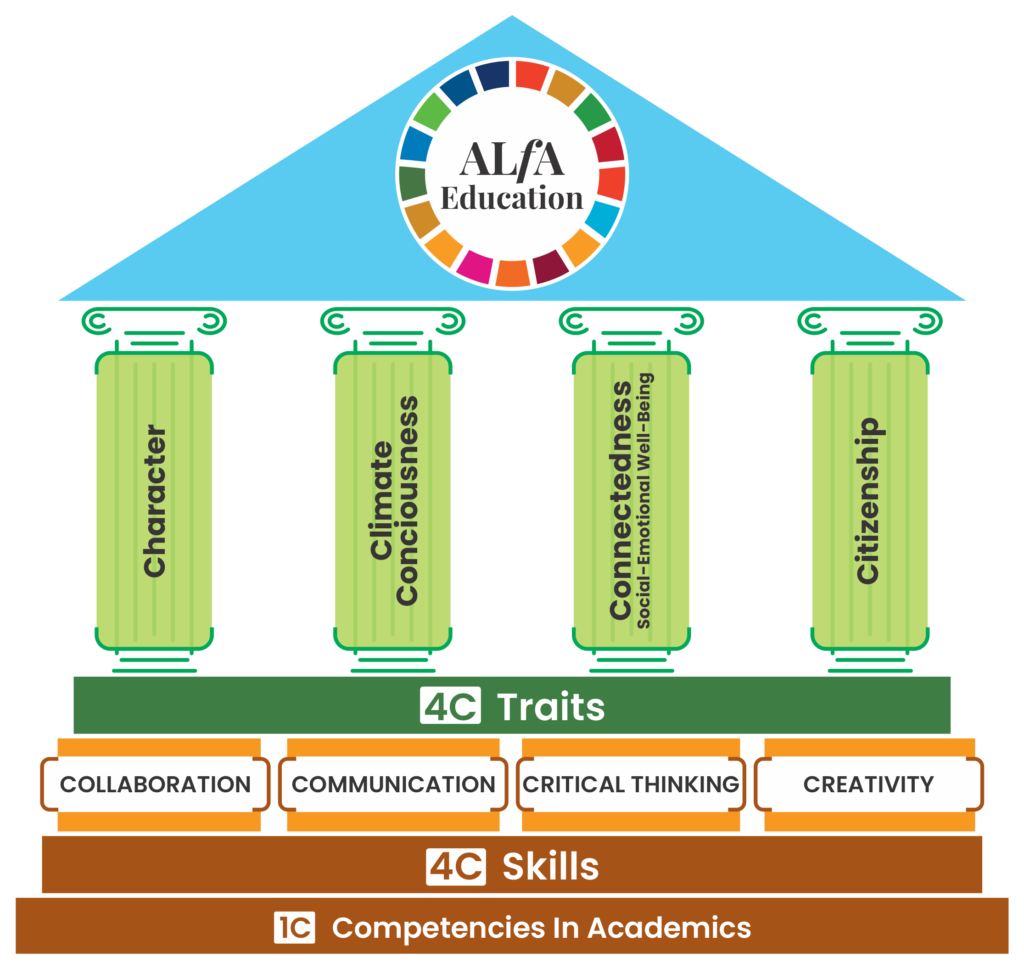 ALfA
Education
Character
Climate
Conciousness
Connectedness
Social-Emotional Well-Being
Citizenship
4C Traits
COLLABORATION
COMMUNICATION
CRITICAL THINKING
CREATIVITY
4C Skills
1C Competencies In Academics